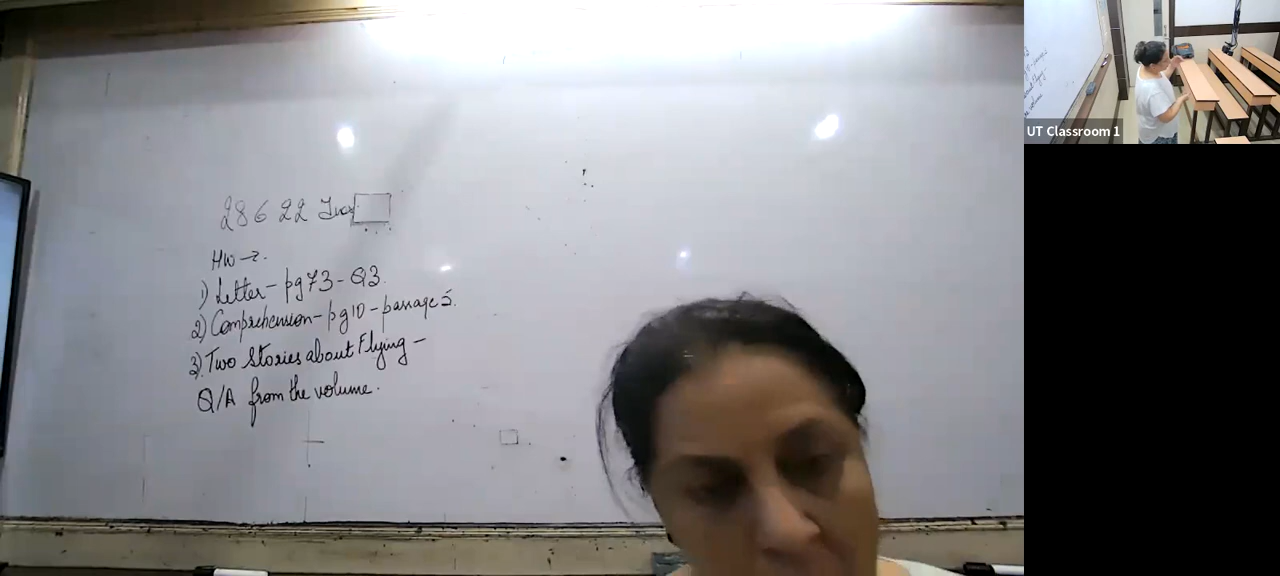 28 6 22
HW →.
1) Letter - pg 73 - Q3.
2) Comprehension - pg 10 - passage 5.
3) Two Stories about Flying -
Q/A from the volume.
UT Classroom 1